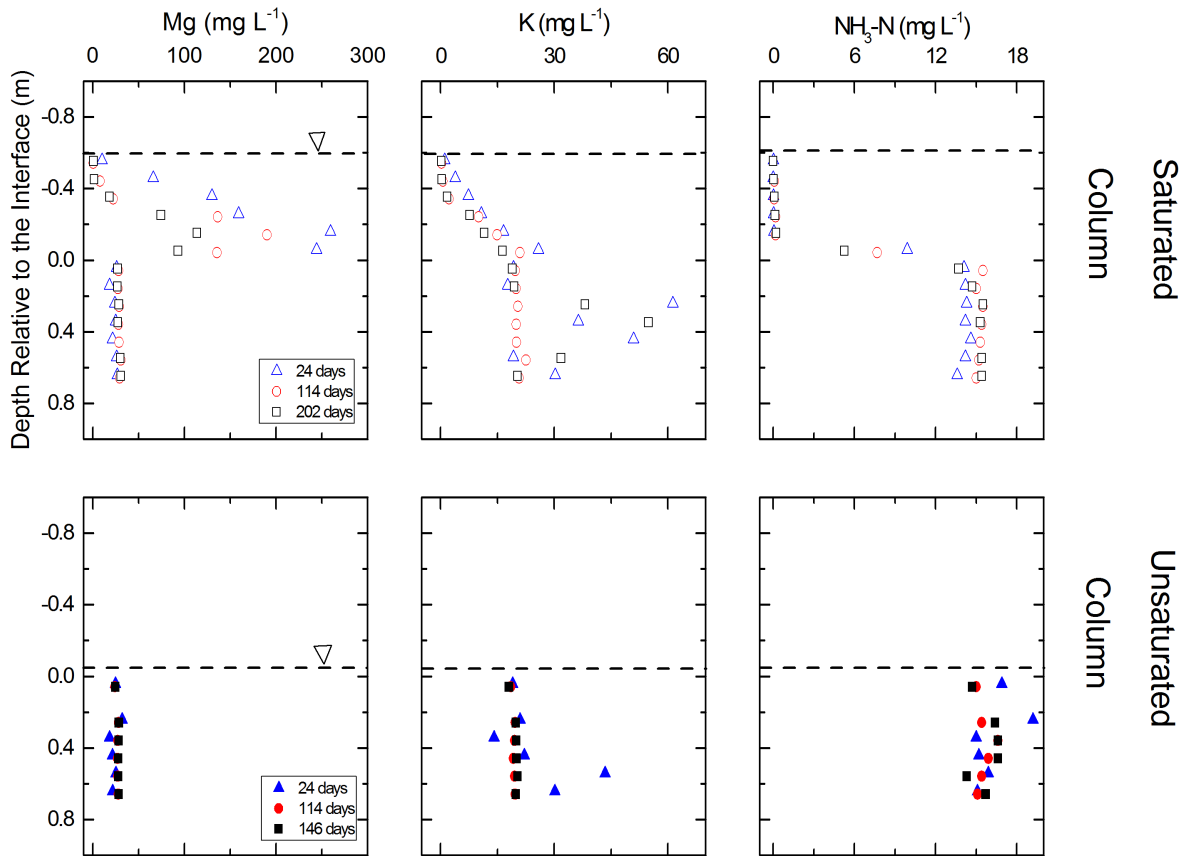 Mg (mg L⁻¹)
K (mg L⁻¹)
NH₃-N (mg L⁻¹)
0 100 200 300
0 30 60
0 6 12 18
Depth Relative to the Interface (m)
-0.8
-0.4
0.0
0.4
0.8
24 days
114 days
202 days
Saturated
Column
-0.8
-0.4
0.0
0.4
0.8
24 days
114 days
146 days
Unsaturated
Column